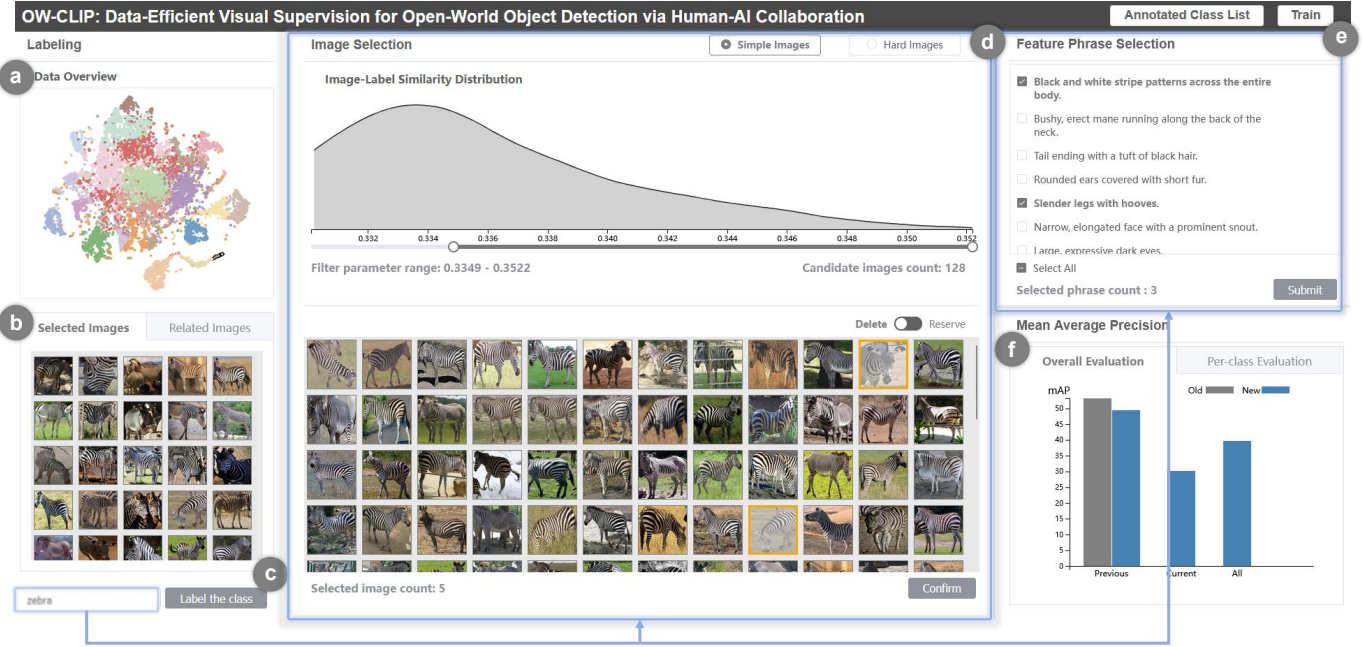 OW-CLIP: Data-Efficient Visual Supervision for Open-World Object Detection via Human-AI Collaboration
Annotated Class List
Train
Labeling
a
Data Overview
b
Selected Images
Related Images
c
zebra
Label the class
Image Selection
Simple Images
Hard Images
d
Image-Label Similarity Distribution
0.332 0.334 0.336 0.338 0.340 0.342 0.344 0.346 0.348 0.350 0.352
Filter parameter range: 0.3349 - 0.3522
Candidate images count: 128
Delete
Reserve
Selected image count: 5
Confirm
e
Feature Phrase Selection
Black and white stripe patterns across the entire
body.
Bushy, erect mane running along the back of the
neck.
Tail ending with a tuft of black hair.
Rounded ears covered with short fur.
Slender legs with hooves.
Narrow, elongated face with a prominent snout.
Large, expressive dark eyes.
Select All
Selected phrase count : 3
Submit
Mean Average Precision
f
Overall Evaluation
Per-class Evaluation
mAP
Old
New
50
45
40
35
30
25
20
15
10
5
0
Previous
Current
All